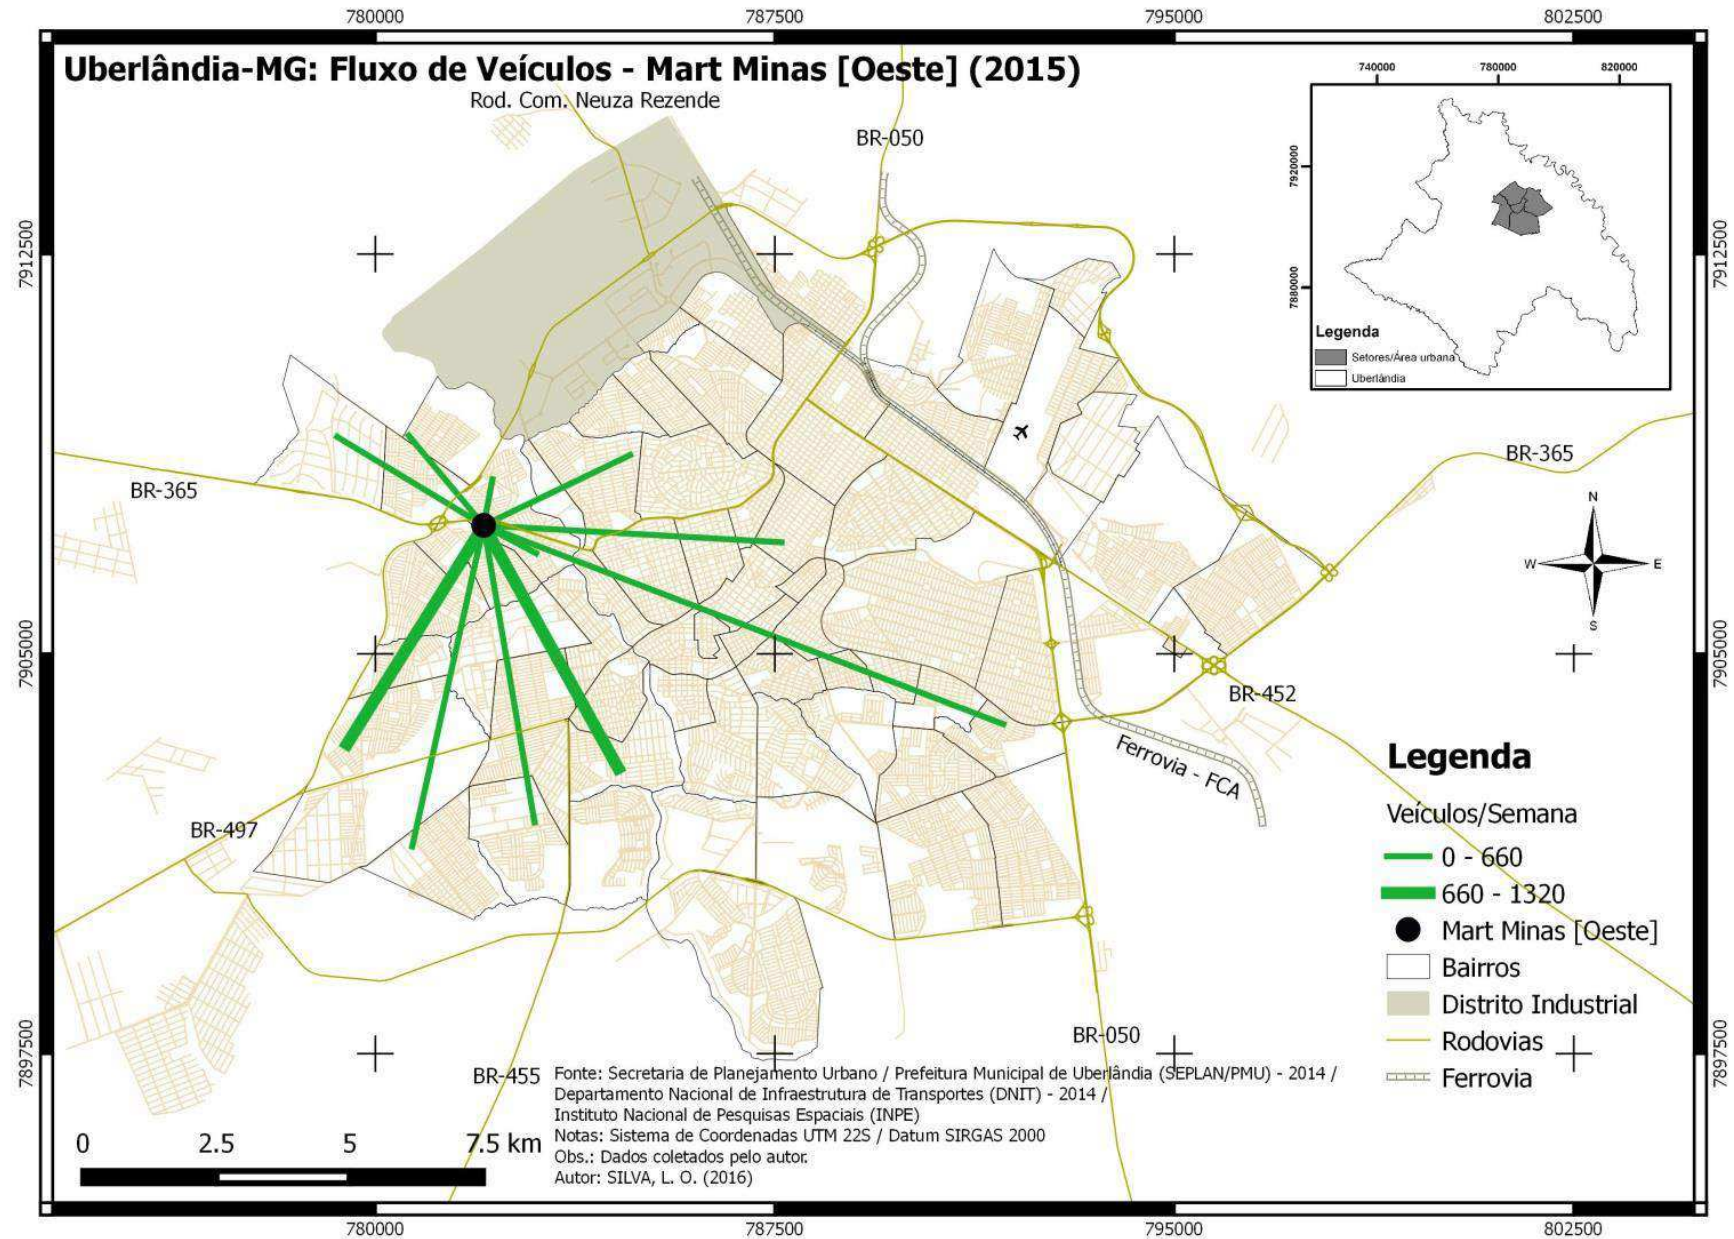 780000
787500
795000
802500
Uberlândia-MG: Fluxo de Veículos - Mart Minas [Oeste] (2015)
Rod. Com. Neuza Rezende
BR-050
740000
780000
820000
7920000
7880000
Legenda
Setores/Área urbana
Uberlândia
7912500
7912500
BR-365
BR-365
N
W
E
S
7905000
7905000
BR-452
Ferrovia - FCA
BR-497
Legenda
Veículos/Semana
0 - 660
660 - 1320
Mart Minas [Oeste]
Bairros
Distrito Industrial
Rodovias
Ferrovia
BR-050
7897500
7897500
BR-455
Fonte: Secretaria de Planejamento Urbano / Prefeitura Municipal de Uberlândia (SEPLAN/PMU) - 2014 /
Departamento Nacional de Infraestrutura de Transportes (DNIT) - 2014 /
Instituto Nacional de Pesquisas Espaciais (INPE)
Notas: Sistema de Coordenadas UTM 22S / Datum SIRGAS 2000
Obs.: Dados coletados pelo autor.
Autor: SILVA, L. O. (2016)
0 2.5 5 7.5 km
780000
787500
795000
802500